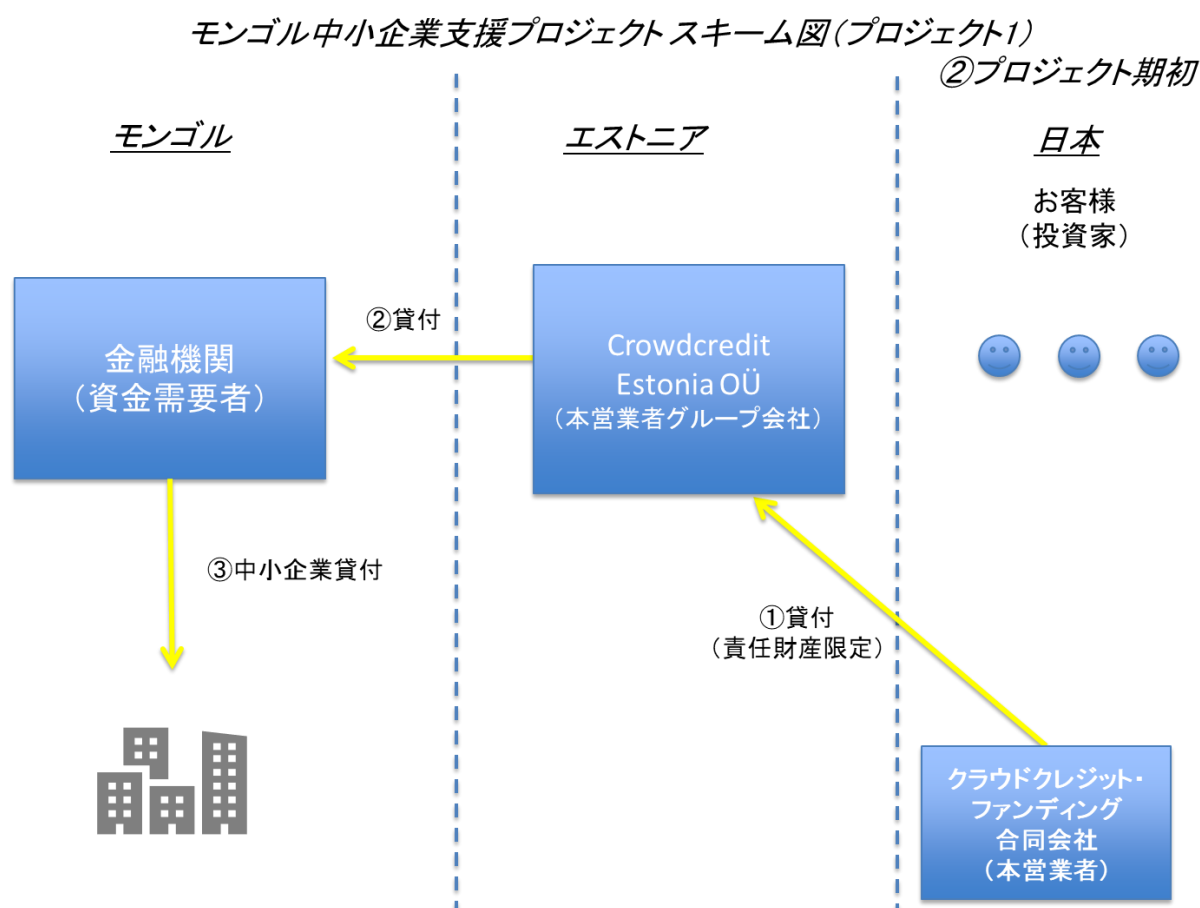 モンゴル中小企業支援プロジェクト スキーム図（プロジェクト1）
②プロジェクト期初
モンゴル
エストニア
日本
お客様
（投資家）
②貸付
金融機関
（資金需要者）
Crowdcredit
Estonia OÜ
（本営業者グループ会社）
③中小企業貸付
①貸付
（責任財産限定）
クラウドクレジット・
ファンディング
合同会社
（本営業者）